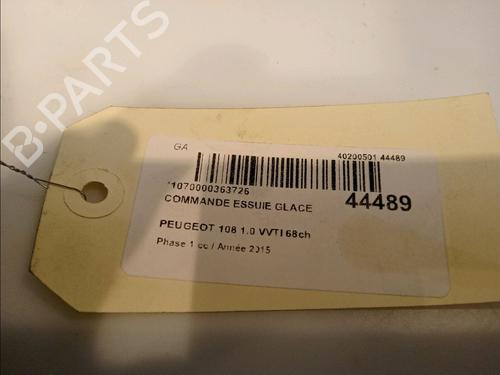 B-PARTS
GA
40200501 44489
*1070000363726
COMMANDE ESSUIE GLACE
44489
PEUGEOT 108 1.0 VVTI 68ch
Phase 1 cc / Année 2015